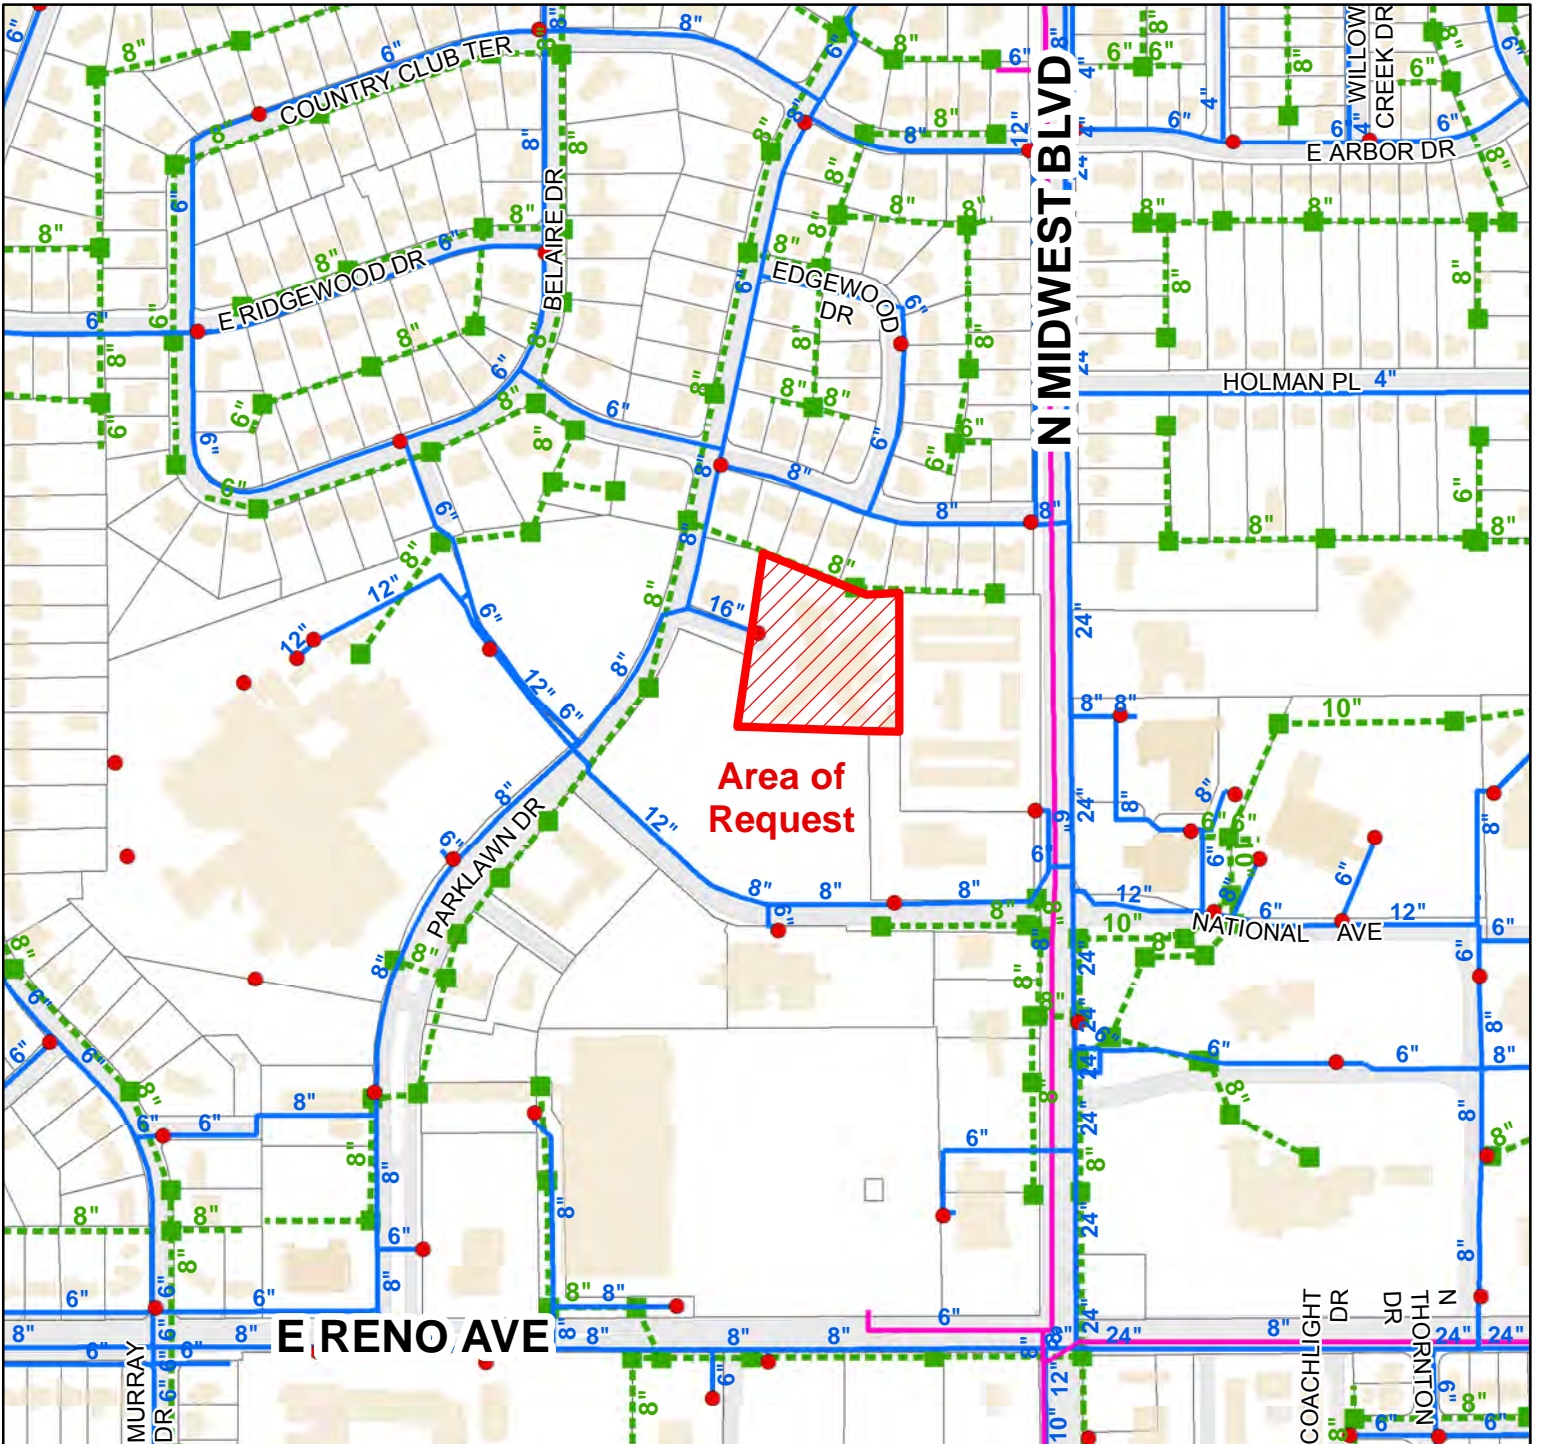 COUNTRY CLUB TER
BELAIRE DR
E RIDGEWOOD DR
EDGEWOOD
DR
N MIDWEST BLVD
WILLOW
CREEK DR
E ARBOR DR
HOLMAN PL
4"
8"
6"
12"
24"
16"
10"
Area of
Request
PARKLAWN DR
NATIONAL AVE
E RENO AVE
MURRAY
DR
COACHLIGHT
DR
N
THORNTON
DR